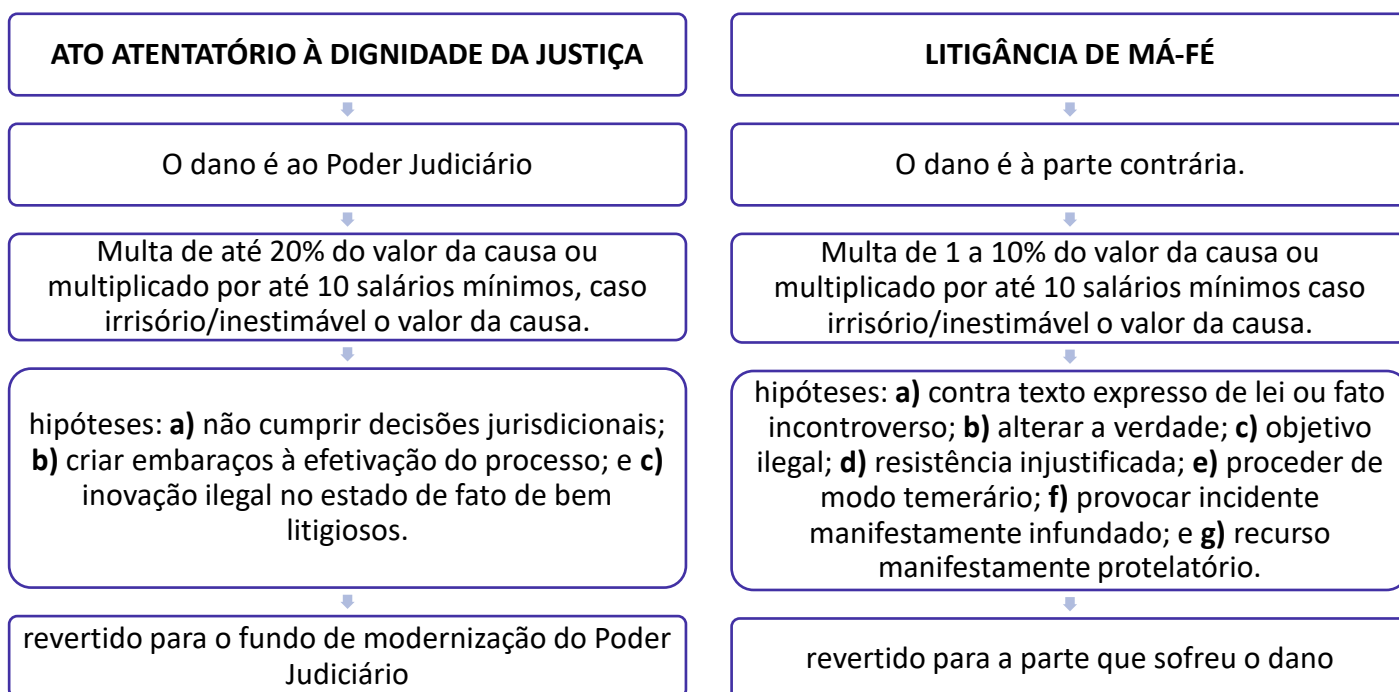 ATO ATENTATÓRIO À DIGNIDADE DA JUSTIÇA
O dano é ao Poder Judiciário
Multa de até 20% do valor da causa ou
multiplicado por até 10 salários mínimos, caso
irrisório/inestimável o valor da causa.
hipóteses: a) não cumprir decisões jurisdicionais;
b) criar embaraços à efetivação do processo; e c)
inovação ilegal no estado de fato de bem
litigiosos.
revertido para o fundo de modernização do Poder
Judiciário
LITIGÂNCIA DE MÁ-FÉ
O dano é à parte contrária.
Multa de 1 a 10% do valor da causa ou
multiplicado por até 10 salários mínimos caso
irrisório/inestimável o valor da causa.
hipóteses: a) contra texto expresso de lei ou fato
incontroverso; b) alterar a verdade; c) objetivo
ilegal; d) resistência injustificada; e) proceder de
modo temerário; f) provocar incidente
manifestamente infundado; e g) recurso
manifestamente protelatório.
revertido para a parte que sofreu o dano